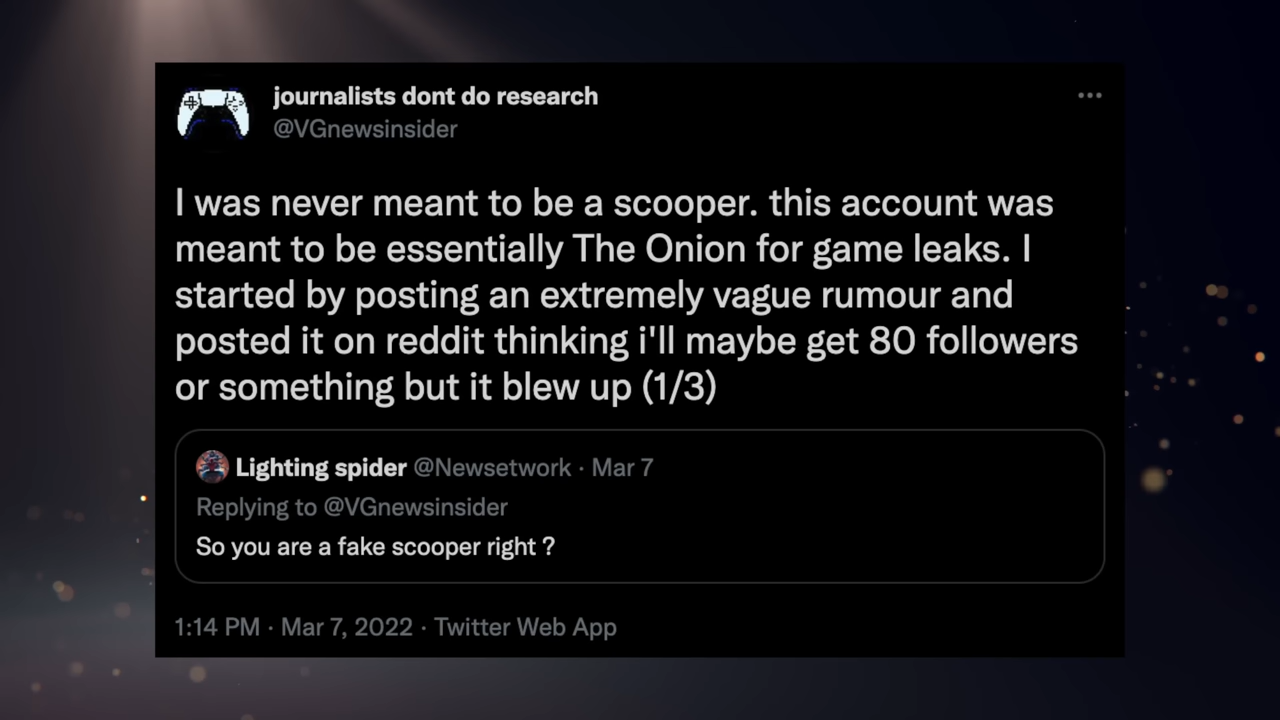 journalists dont do research
@VGnewsinsider
I was never meant to be a scooper. this account was
meant to be essentially The Onion for game leaks. I
started by posting an extremely vague rumour and
posted it on reddit thinking i'll maybe get 80 followers
or something but it blew up (1/3)
Lighting spider @Newsetwork · Mar 7
Replying to @VGnewsinsider
So you are a fake scooper right ?
1:14 PM · Mar 7, 2022 · Twitter Web App